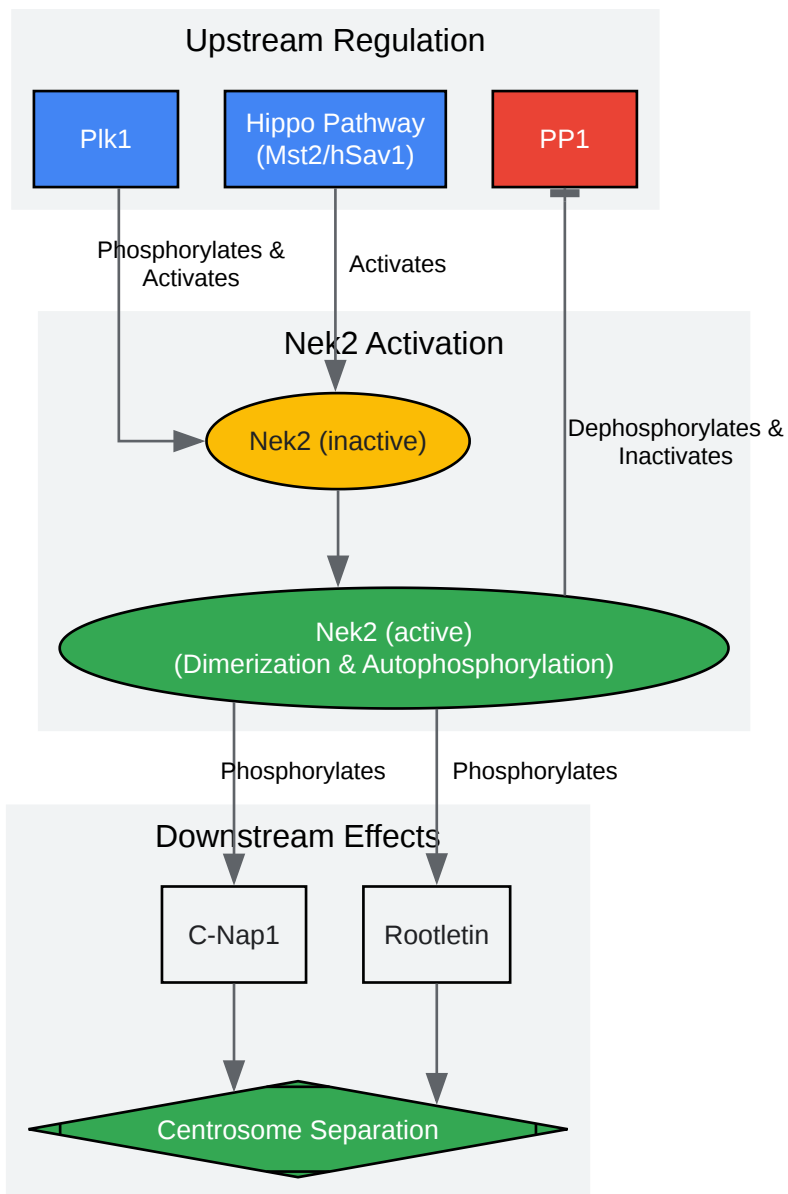 Upstream Regulation
Plk1
Hippo Pathway
(Mst2/hSav1)
PP1
Phosphorylates &
Activates
Activates
Nek2 Activation
Nek2 (inactive)
Dephosphorylates &
Inactivates
Nek2 (active)
(Dimerization & Autophosphorylation)
Phosphorylates
Phosphorylates
Downstream Effects
C-Nap1
Rootletin
Centrosome Separation